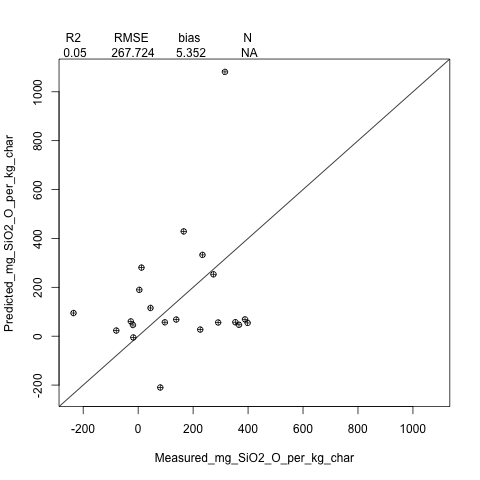 R2 RMSE bias N
0.05 267.724 5.352 NA
1000
800
600
400
200
0
-200
Predicted_mg_SiO2_O_per_kg_char
-200 0 200 400 600 800 1000
Measured_mg_SiO2_O_per_kg_char